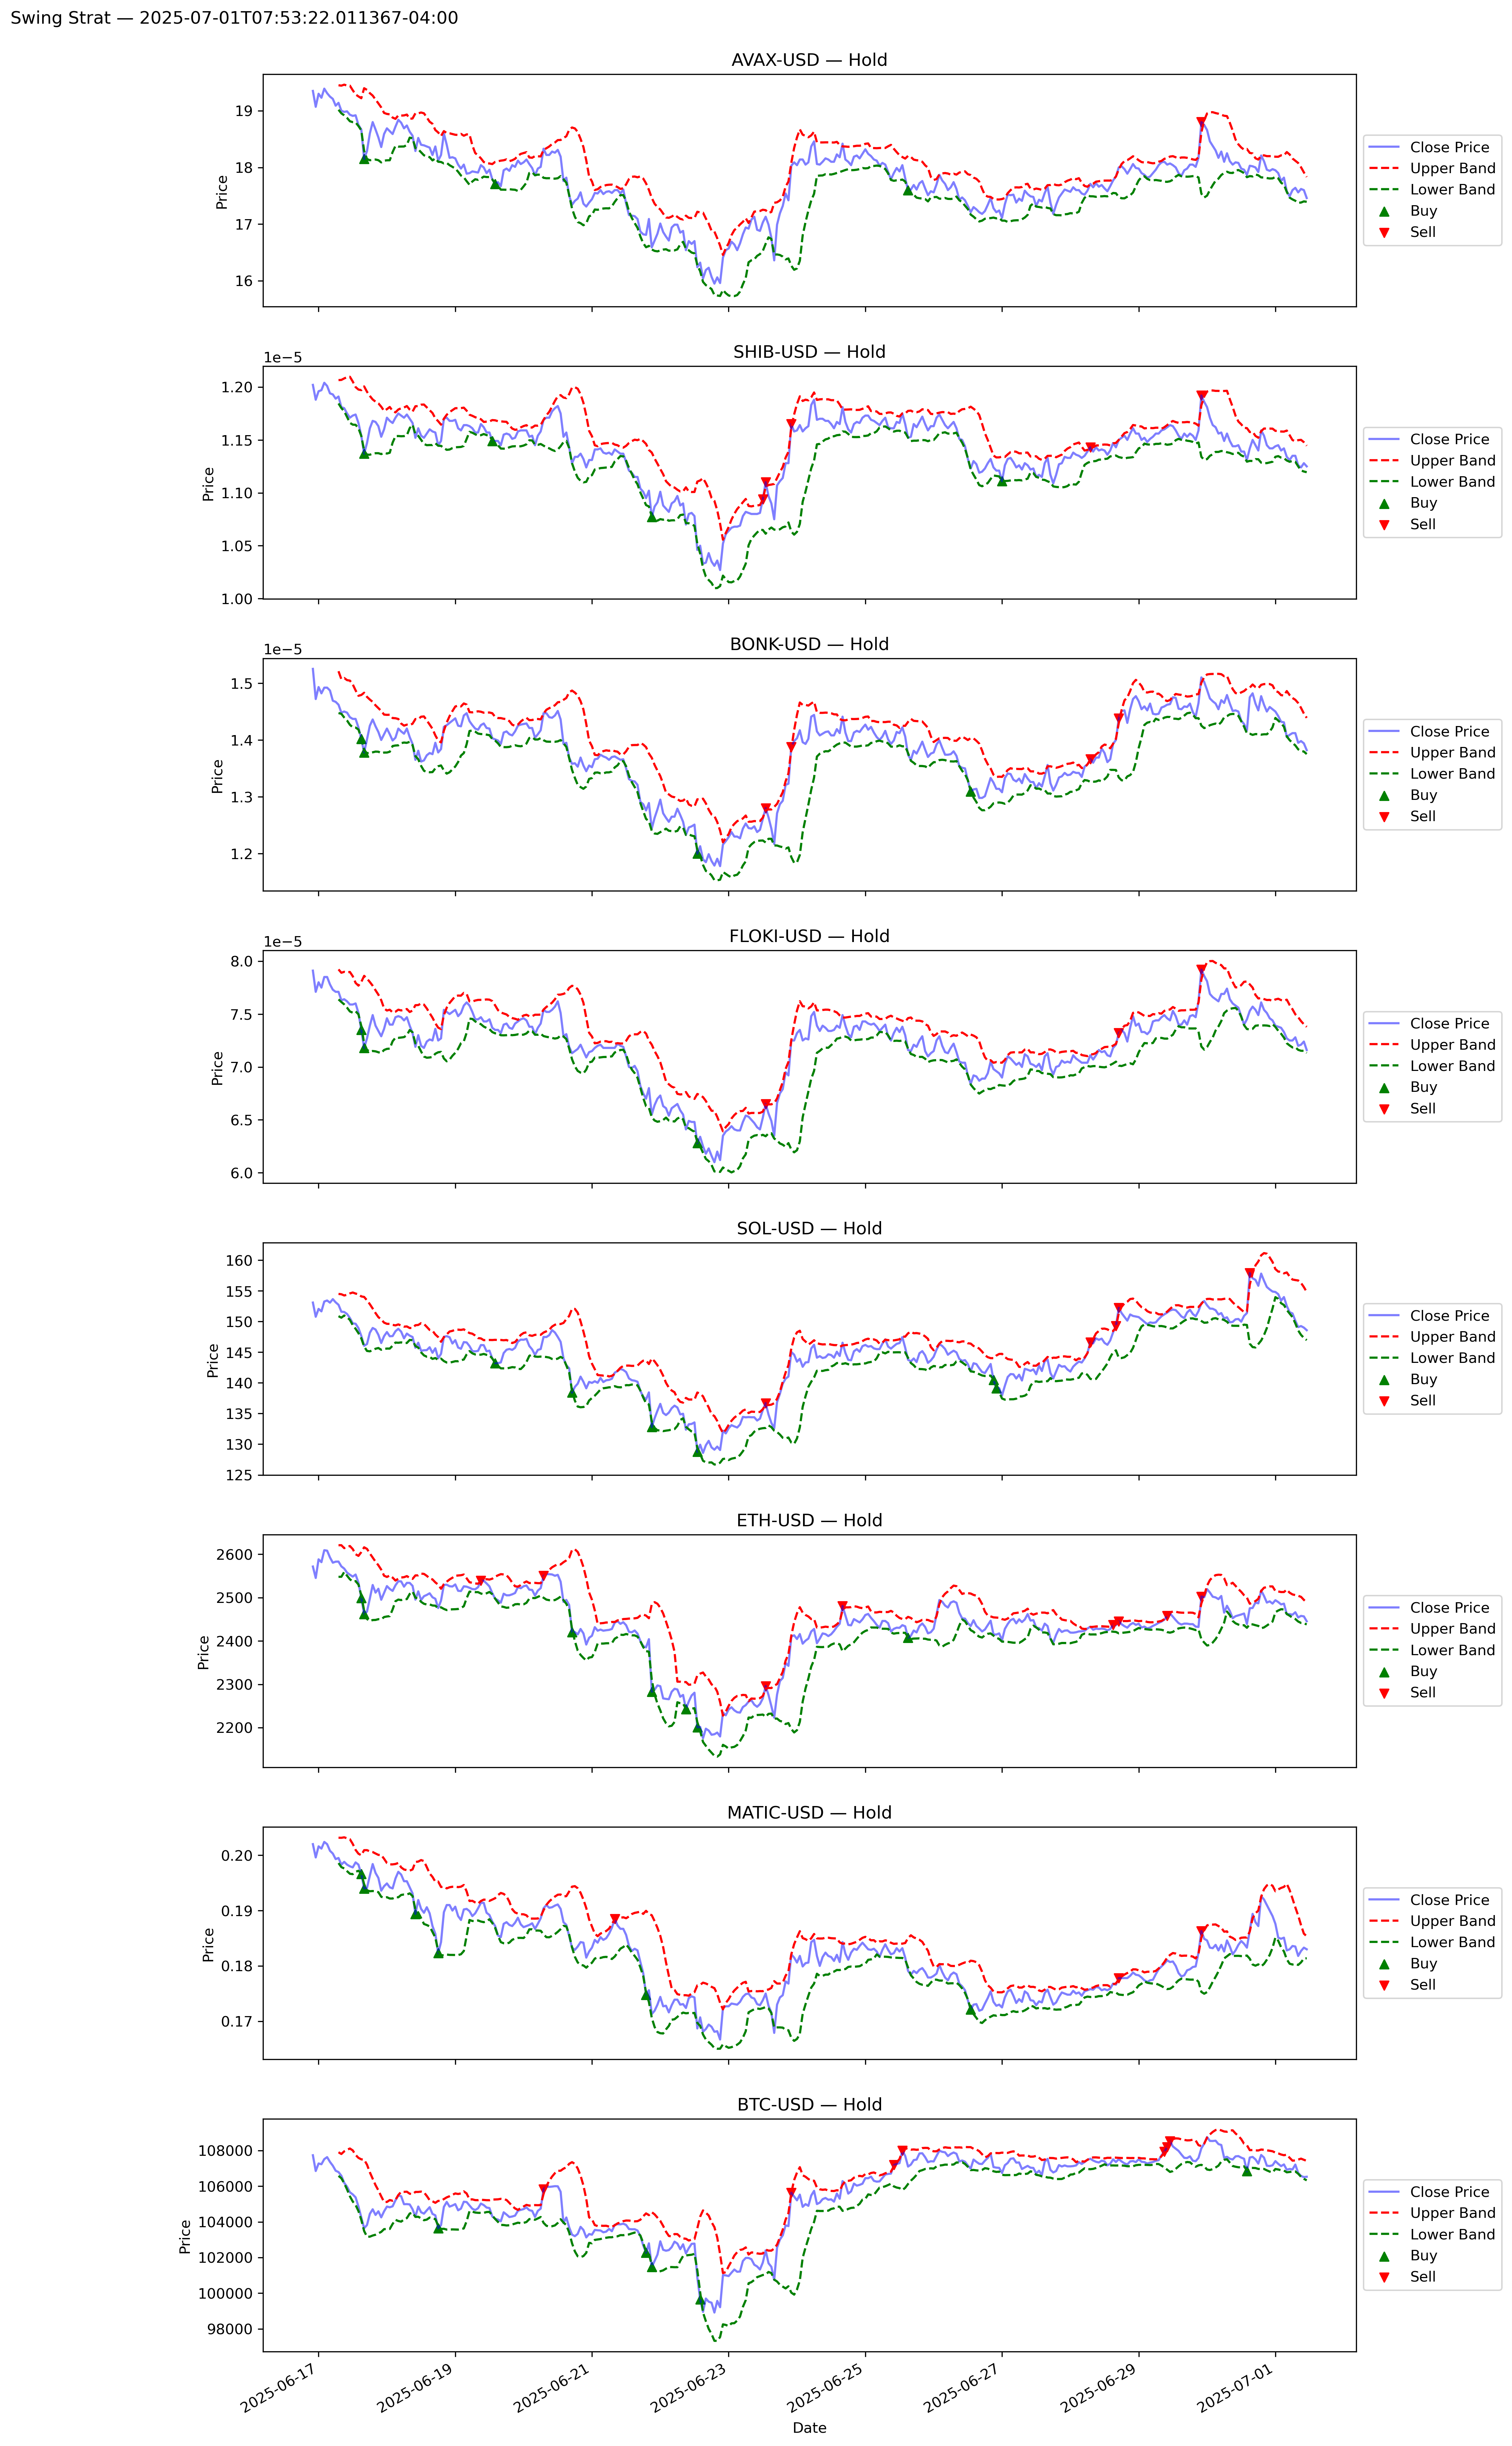 Swing Strat — 2025-07-01T07:53:22.011367-04:00
AVAX-USD — Hold
19
18
17
16
Price
Close Price
Upper Band
Lower Band
Buy
Sell
SHIB-USD — Hold
1e−5
1.20
1.15
1.10
1.05
1.00
Price
Close Price
Upper Band
Lower Band
Buy
Sell
BONK-USD — Hold
1e−5
1.5
1.4
1.3
1.2
Price
Close Price
Upper Band
Lower Band
Buy
Sell
FLOKI-USD — Hold
1e−5
8.0
7.5
7.0
6.5
6.0
Price
Close Price
Upper Band
Lower Band
Buy
Sell
SOL-USD — Hold
160
155
150
145
140
135
130
125
Price
Close Price
Upper Band
Lower Band
Buy
Sell
ETH-USD — Hold
2600
2500
2400
2300
2200
Price
Close Price
Upper Band
Lower Band
Buy
Sell
MATIC-USD — Hold
0.20
0.19
0.18
0.17
Price
Close Price
Upper Band
Lower Band
Buy
Sell
BTC-USD — Hold
108000
106000
104000
102000
100000
98000
Price
Close Price
Upper Band
Lower Band
Buy
Sell
2025-06-17
2025-06-19
2025-06-21
2025-06-23
2025-06-25
2025-06-27
2025-06-29
2025-07-01
Date